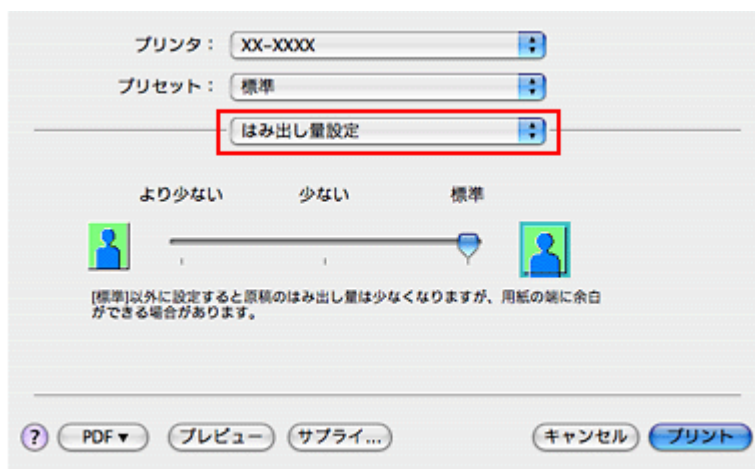 プリンタ： XX-XXXX
プリセット： 標準
はみ出し量設定
より少ない 少ない 標準
[標準]以外に設定すると原稿のはみ出し量は少なくなりますが、用紙の端に余白
ができる場合があります。
? PDF▼ プレビュー サプライ... キャンセル プリント